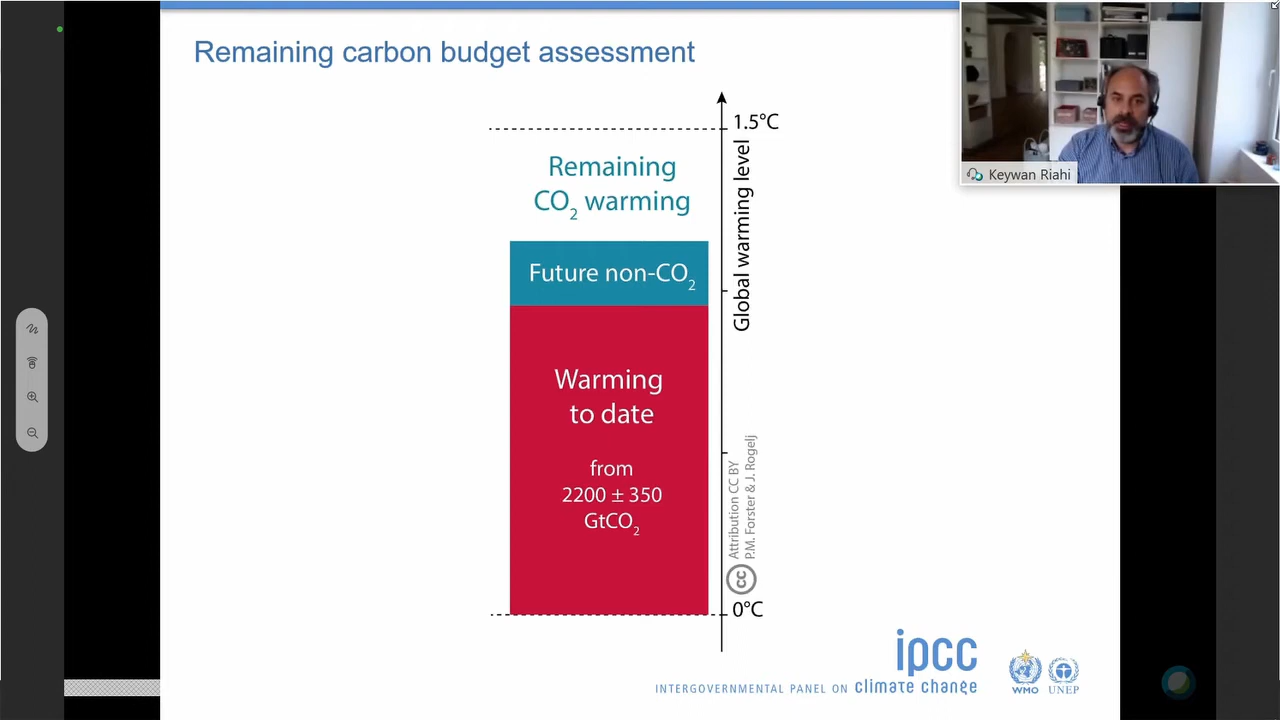 Remaining carbon budget assessment
1.5°C
Remaining
CO₂ warming
Global warming level
Future non-CO₂
Warming
to date
from
2200 ± 350
GtCO₂
Attribution CC BY
P.M. Forster & J. Rogelj
cc
0°C
ipcc
INTERGOVERNMENTAL PANEL ON climate change
WMO
UNEP
Keywan Riahi